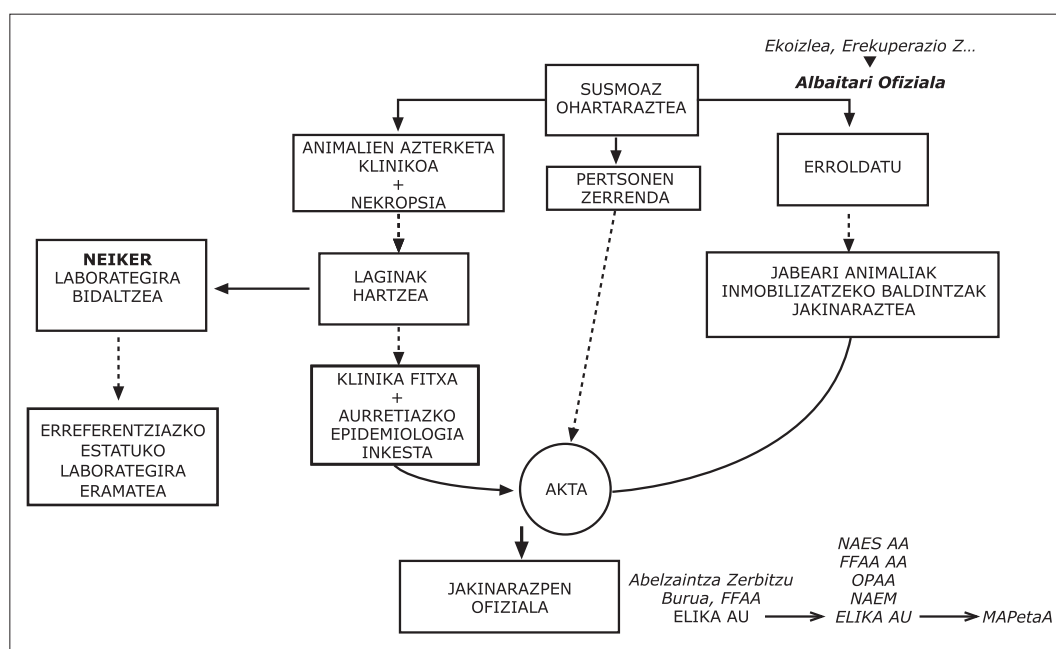 Ekoizlea, Erekuperazio Z...
Albaitari Ofiziala
SUSMOAZ
OHARTARAZTEA
ANIMALIEN AZTERKETA
KLINIKOA
+
NEKROPSIA
PERTSONEN
ZERRENDA
ERROLDATU
NEIKER
LABORATEGIRA
BIDALTZEA
LAGINAK
HARTZEA
JABEARI ANIMALIAK
INMOBILIZATZEKO BALDINTZAK
JAKINARAZTEA
ERREFERENTZIAZKO
ESTATUKO
LABORATEGIRA
ERAMATEA
KLINIKA FITXA
+
AURRETIAZKO
EPIDEMIOLOGIA
INKESTA
AKTA
JAKINARAZPEN
OFIZIALA
Abelzaintza Zerbitzu
Burua, FFAA
ELIKA AU
NAES AA
FFAA AA
OPAA
NAEM
ELIKA AU
MAPetaA